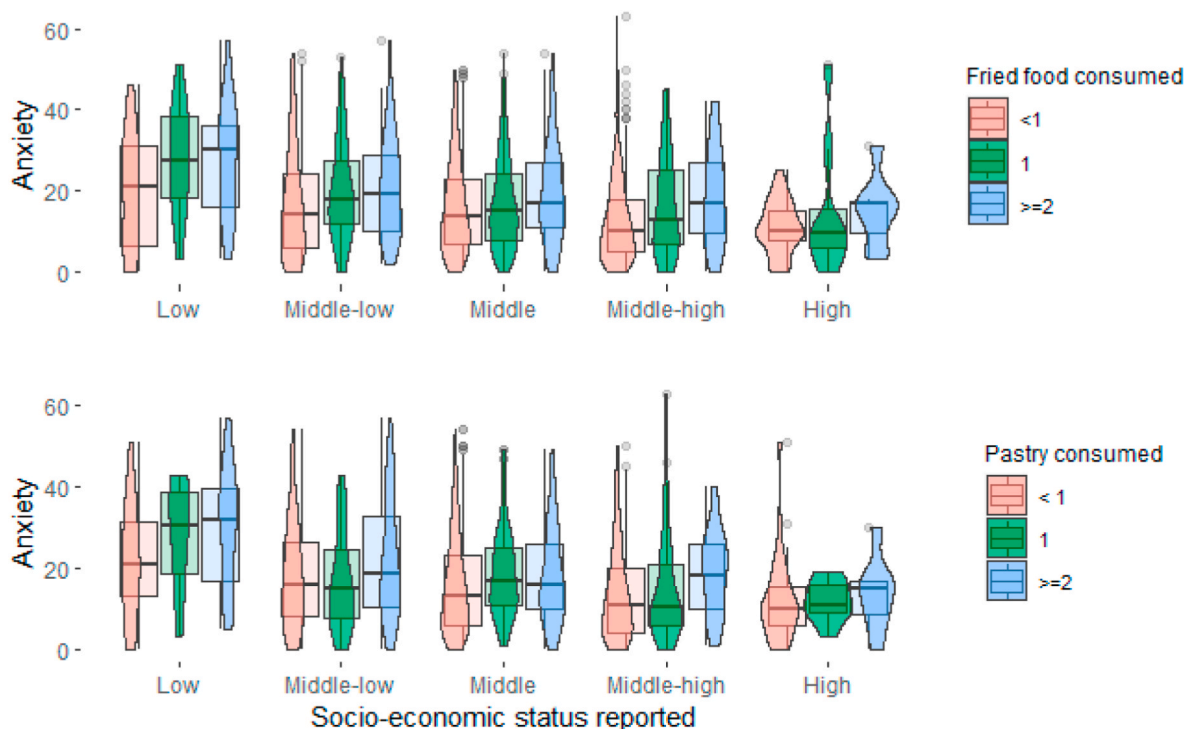 60
40
20
0
Anxiety
Low Middle-low Middle Middle-high High
Fried food consumed
<1
1
>=2
60
40
20
0
Anxiety
Low Middle-low Middle Middle-high High
Socio-economic status reported
Pastry consumed
< 1
1
>=2